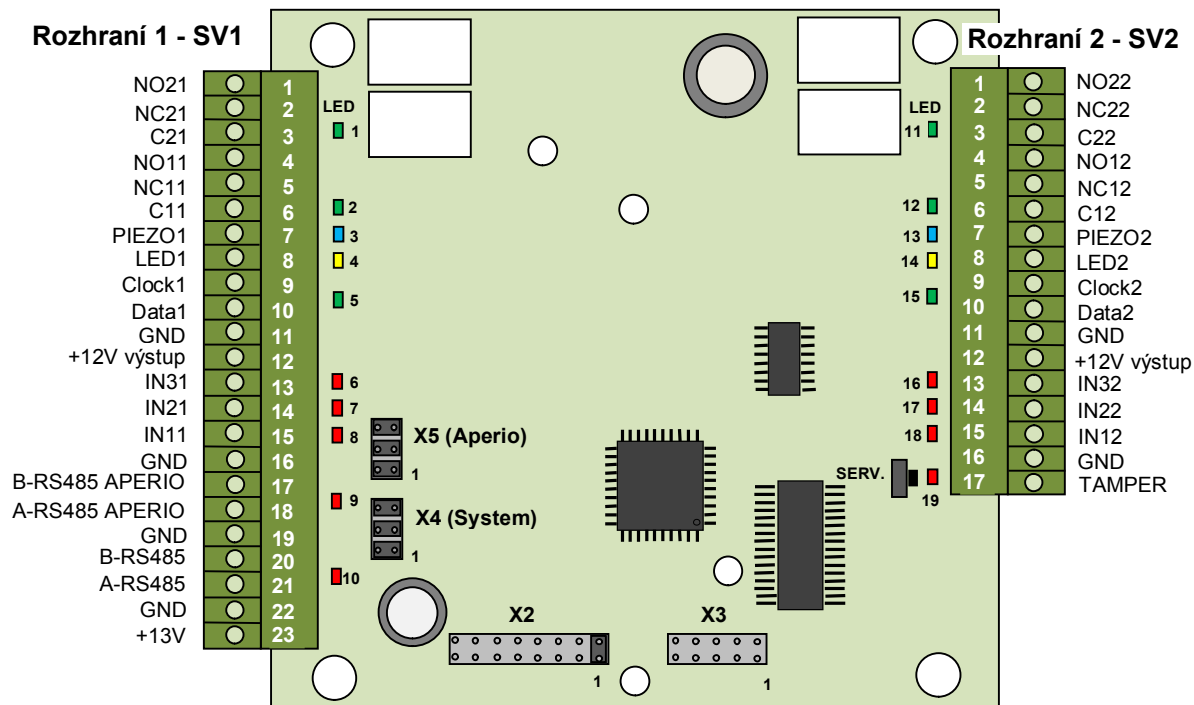 Rozhraní 1 - SV1
NO21 1
NC21 2
C21 3
NO11 4
NC11 5
C11 6
PIEZO1 7
LED1 8
Clock1 9
Data1 10
GND 11
+12V výstup 12
IN31 13
IN21 14
IN11 15
GND 16
B-RS485 APERIO 17
A-RS485 APERIO 18
GND 19
B-RS485 20
A-RS485 21
GND 22
+13V 23
LED
1
2
3
4
5
6
7
8
9
10
X5 (Aperio)
1
X4 (System)
1
X2
1
X3
1
LED
11
12
13
14
15
16
17
18
SERV.
19
Rozhraní 2 - SV2
1 NO22
2 NC22
3 C22
4 NO12
5 NC12
6 C12
7 PIEZO2
8 LED2
9 Clock2
10 Data2
11 GND
12 +12V výstup
13 IN32
14 IN22
15 IN12
16 GND
17 TAMPER